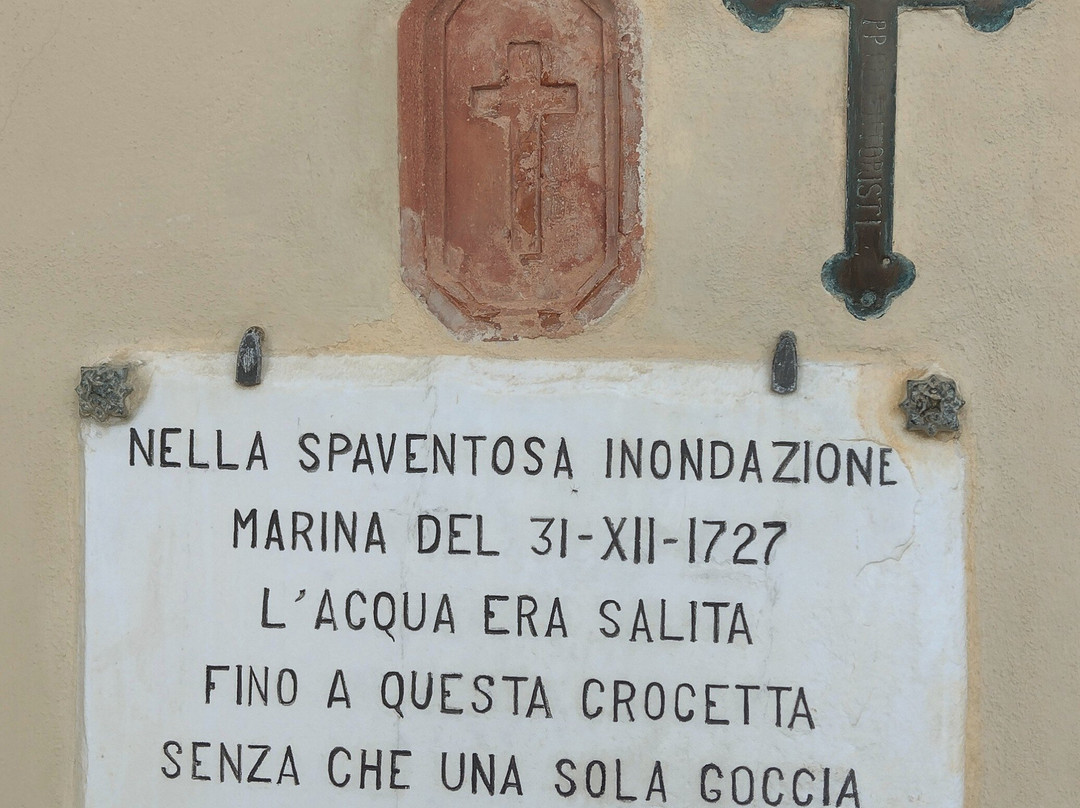 NELLA SPAVENTOSA INONDAZIONE
MARINA DEL 31-XII-1727
L'ACQUA ERA SALITA
FINO A QUESTA CROCETTA
SENZA CHE UNA SOLA GOCCIA